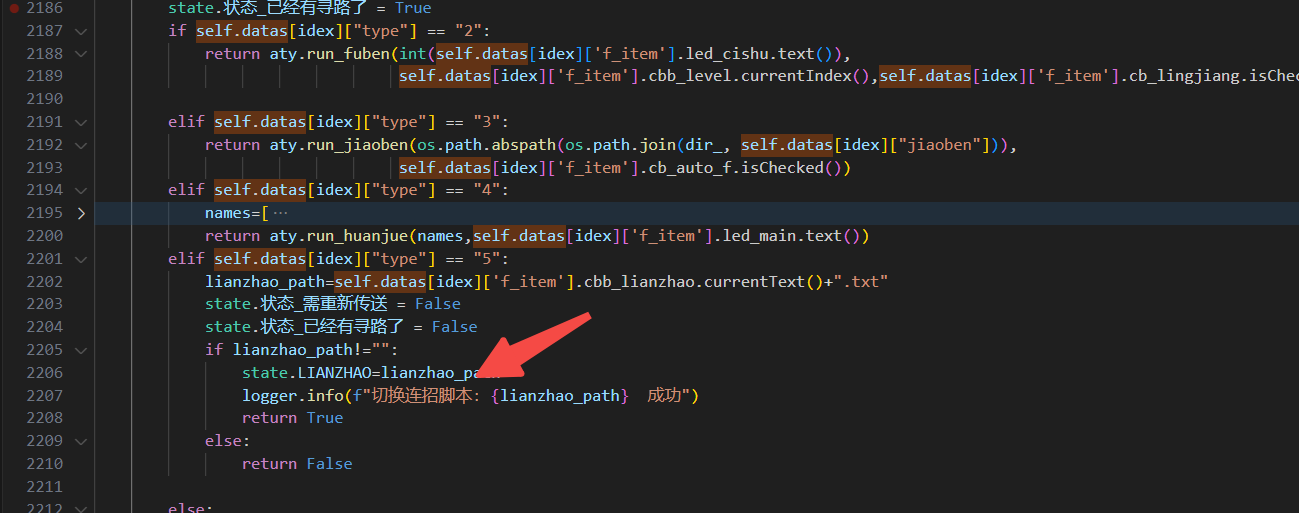 2186 state.状态_已经有寻路了 = True
2187 if self.datas[idex]["type"] == "2":
2188 return aty.run_fuben(int(self.datas[idex]['f_item'].led_cishu.text()),
2189 self.datas[idex]['f_item'].cbb_level.currentIndex(),self.datas[idex]['f_item'].cb_lingjiang.isChec
2190
2191 elif self.datas[idex]["type"] == "3":
2192 return aty.run_jiaoben(os.path.abspath(os.path.join(dir_, self.datas[idex]["jiaoben"])),
2193 self.datas[idex]['f_item'].cb_auto_f.isChecked())
2194 elif self.datas[idex]["type"] == "4":
2195 names=[ ···
2200 return aty.run_huanjue(names,self.datas[idex]['f_item'].led_main.text())
2201 elif self.datas[idex]["type"] == "5":
2202 lianzhao_path=self.datas[idex]['f_item'].cbb_lianzhao.currentText()+".txt"
2203 state.状态_需重新传送 = False
2204 state.状态_已经有寻路了 = False
2205 if lianzhao_path!="":
2206 state.LIANZHAO=lianzhao_path
2207 logger.info(f"切换连招脚本: {lianzhao_path}  成功")
2208 return True
2209 else:
2210 return False
2211
2212 else: